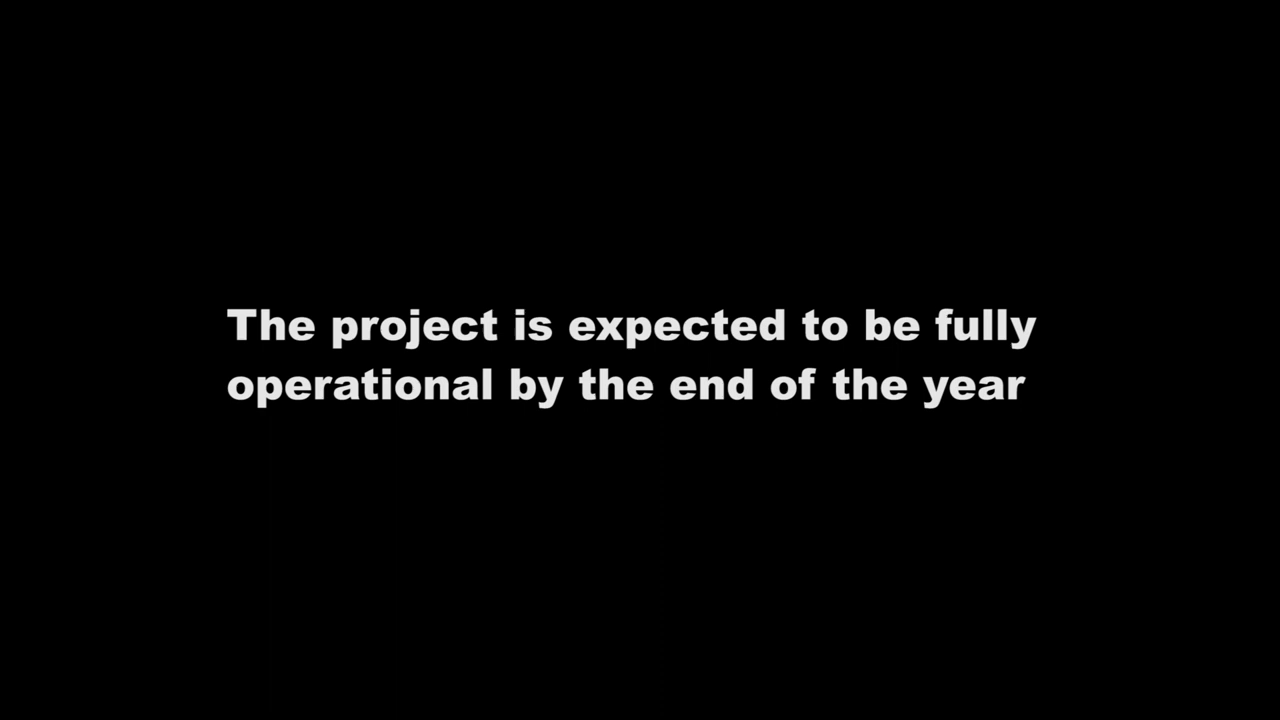 The project is expected to be fully
operational by the end of the year